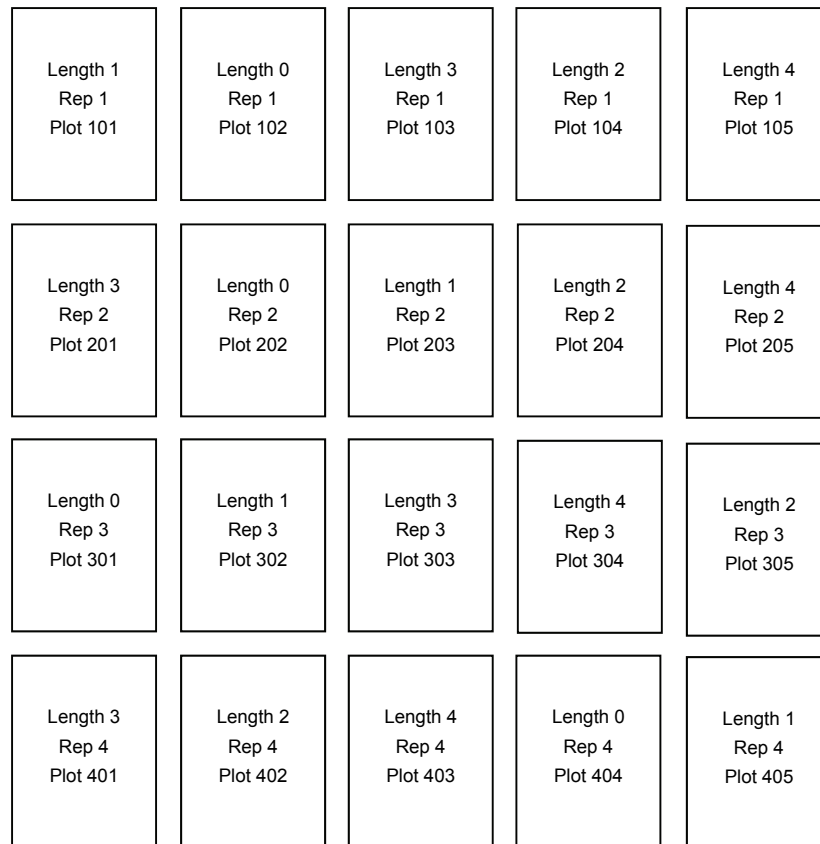 Length 1
Rep 1
Plot 101
Length 0
Rep 1
Plot 102
Length 3
Rep 1
Plot 103
Length 2
Rep 1
Plot 104
Length 4
Rep 1
Plot 105
Length 3
Rep 2
Plot 201
Length 0
Rep 2
Plot 202
Length 1
Rep 2
Plot 203
Length 2
Rep 2
Plot 204
Length 4
Rep 2
Plot 205
Length 0
Rep 3
Plot 301
Length 1
Rep 3
Plot 302
Length 3
Rep 3
Plot 303
Length 4
Rep 3
Plot 304
Length 2
Rep 3
Plot 305
Length 3
Rep 4
Plot 401
Length 2
Rep 4
Plot 402
Length 4
Rep 4
Plot 403
Length 0
Rep 4
Plot 404
Length 1
Rep 4
Plot 405